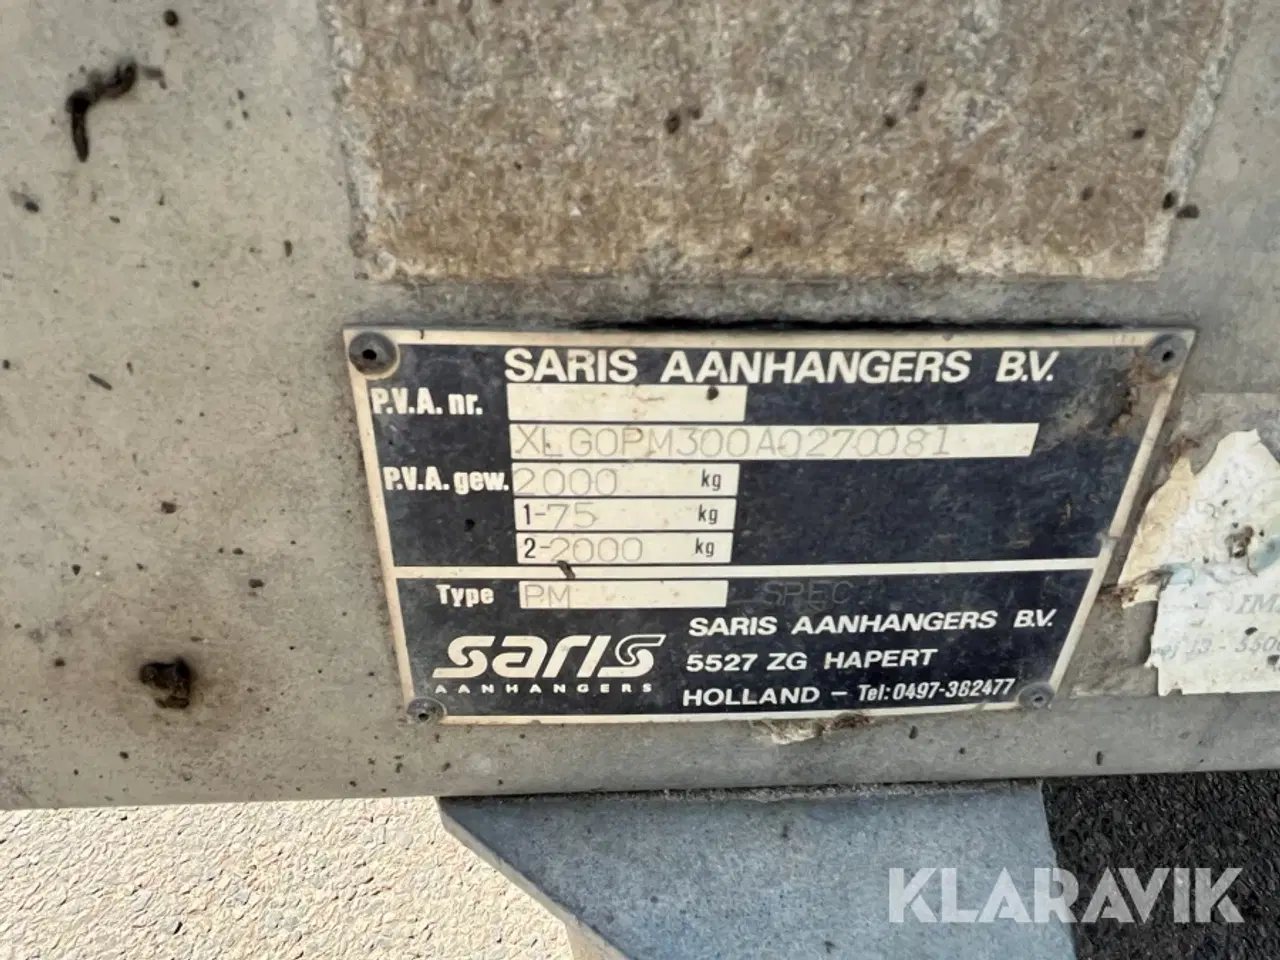 SARIS AANHANGERS B.V.
P.V.A. nr.
XLG0PM300A0270081
P.V.A. gew. 2000 kg
1-75 kg
2-2000 kg
Type PM SPEC
saris
AANHANGERS
SARIS AANHANGERS B.V.
5527 ZG HAPERT
HOLLAND – Tel: 0497-382477
KLARAVIK